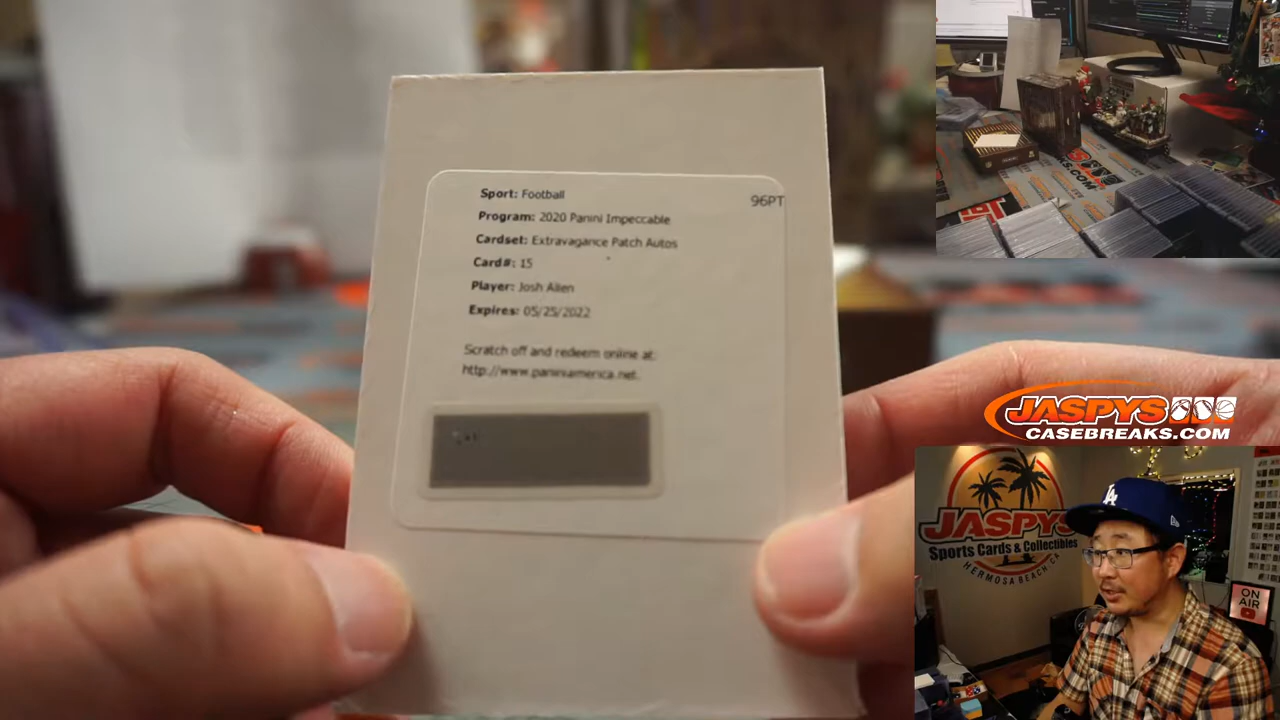 Sport: Football
96PT
Program: 2020 Panini Impeccable
Cardset: Extravagance Patch Autos
Card#: 15
Player: Josh Allen
Expires: 05/25/2022
Scratch off and redeem online at:
http://www.paniniamerica.net.
JASPYS
CASEBREAKS.COM
JASPYS
Sports Cards & Collectibles
HERMOSA BEACH CA
LA
ON
AIR